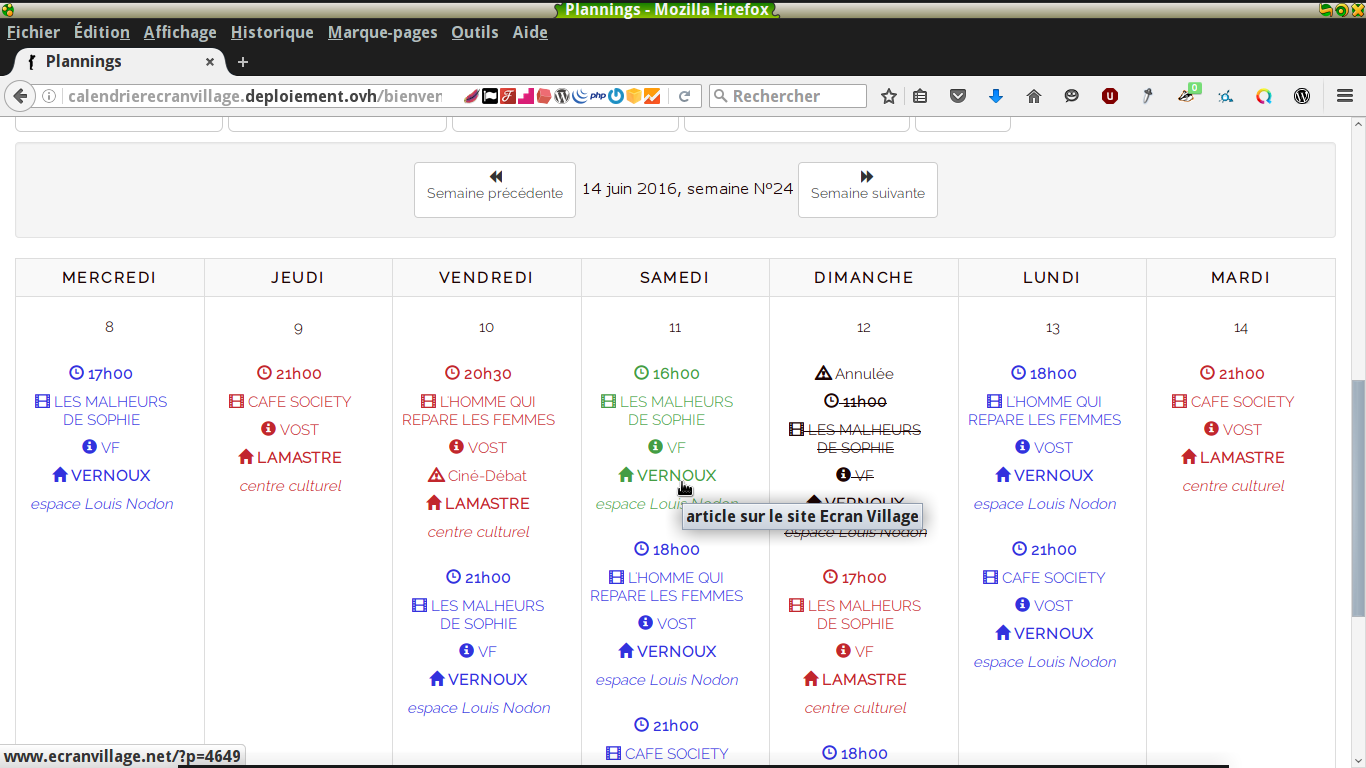 Plannings - Mozilla Firefox
Fichier Édition Affichage Historique Marque-pages Outils Aide
Plannings × +
calendrierecranvillage.deploiement.ovh/bienven
php
Rechercher
0
Semaine précédente
14 juin 2016, semaine N°24
Semaine suivante
MERCREDI JEUDI VENDREDI SAMEDI DIMANCHE LUNDI MARDI
8
17h00
LES MALHEURS
DE SOPHIE
VF
VERNOUX
espace Louis Nodon
9
21h00
CAFE SOCIETY
VOST
LAMASTRE
centre culturel
10
20h30
L'HOMME QUI
REPARE LES FEMMES
VOST
Ciné-Débat
LAMASTRE
centre culturel
21h00
LES MALHEURS
DE SOPHIE
VF
VERNOUX
espace Louis Nodon
11
16h00
LES MALHEURS
DE SOPHIE
VF
VERNOUX
espace Louis Nodon
article sur le site Ecran Village
18h00
L'HOMME QUI
REPARE LES FEMMES
VOST
VERNOUX
espace Louis Nodon
21h00
CAFE SOCIETY
12
Annulée
11h00
LES MALHEURS
DE SOPHIE
VF
VERNOUX
espace Louis Nodon
17h00
LES MALHEURS
DE SOPHIE
VF
LAMASTRE
centre culturel
18h00
13
18h00
L'HOMME QUI
REPARE LES FEMMES
VOST
VERNOUX
espace Louis Nodon
21h00
CAFE SOCIETY
VOST
VERNOUX
espace Louis Nodon
14
21h00
CAFE SOCIETY
VOST
LAMASTRE
centre culturel
www.ecranvillage.net/?p=4649